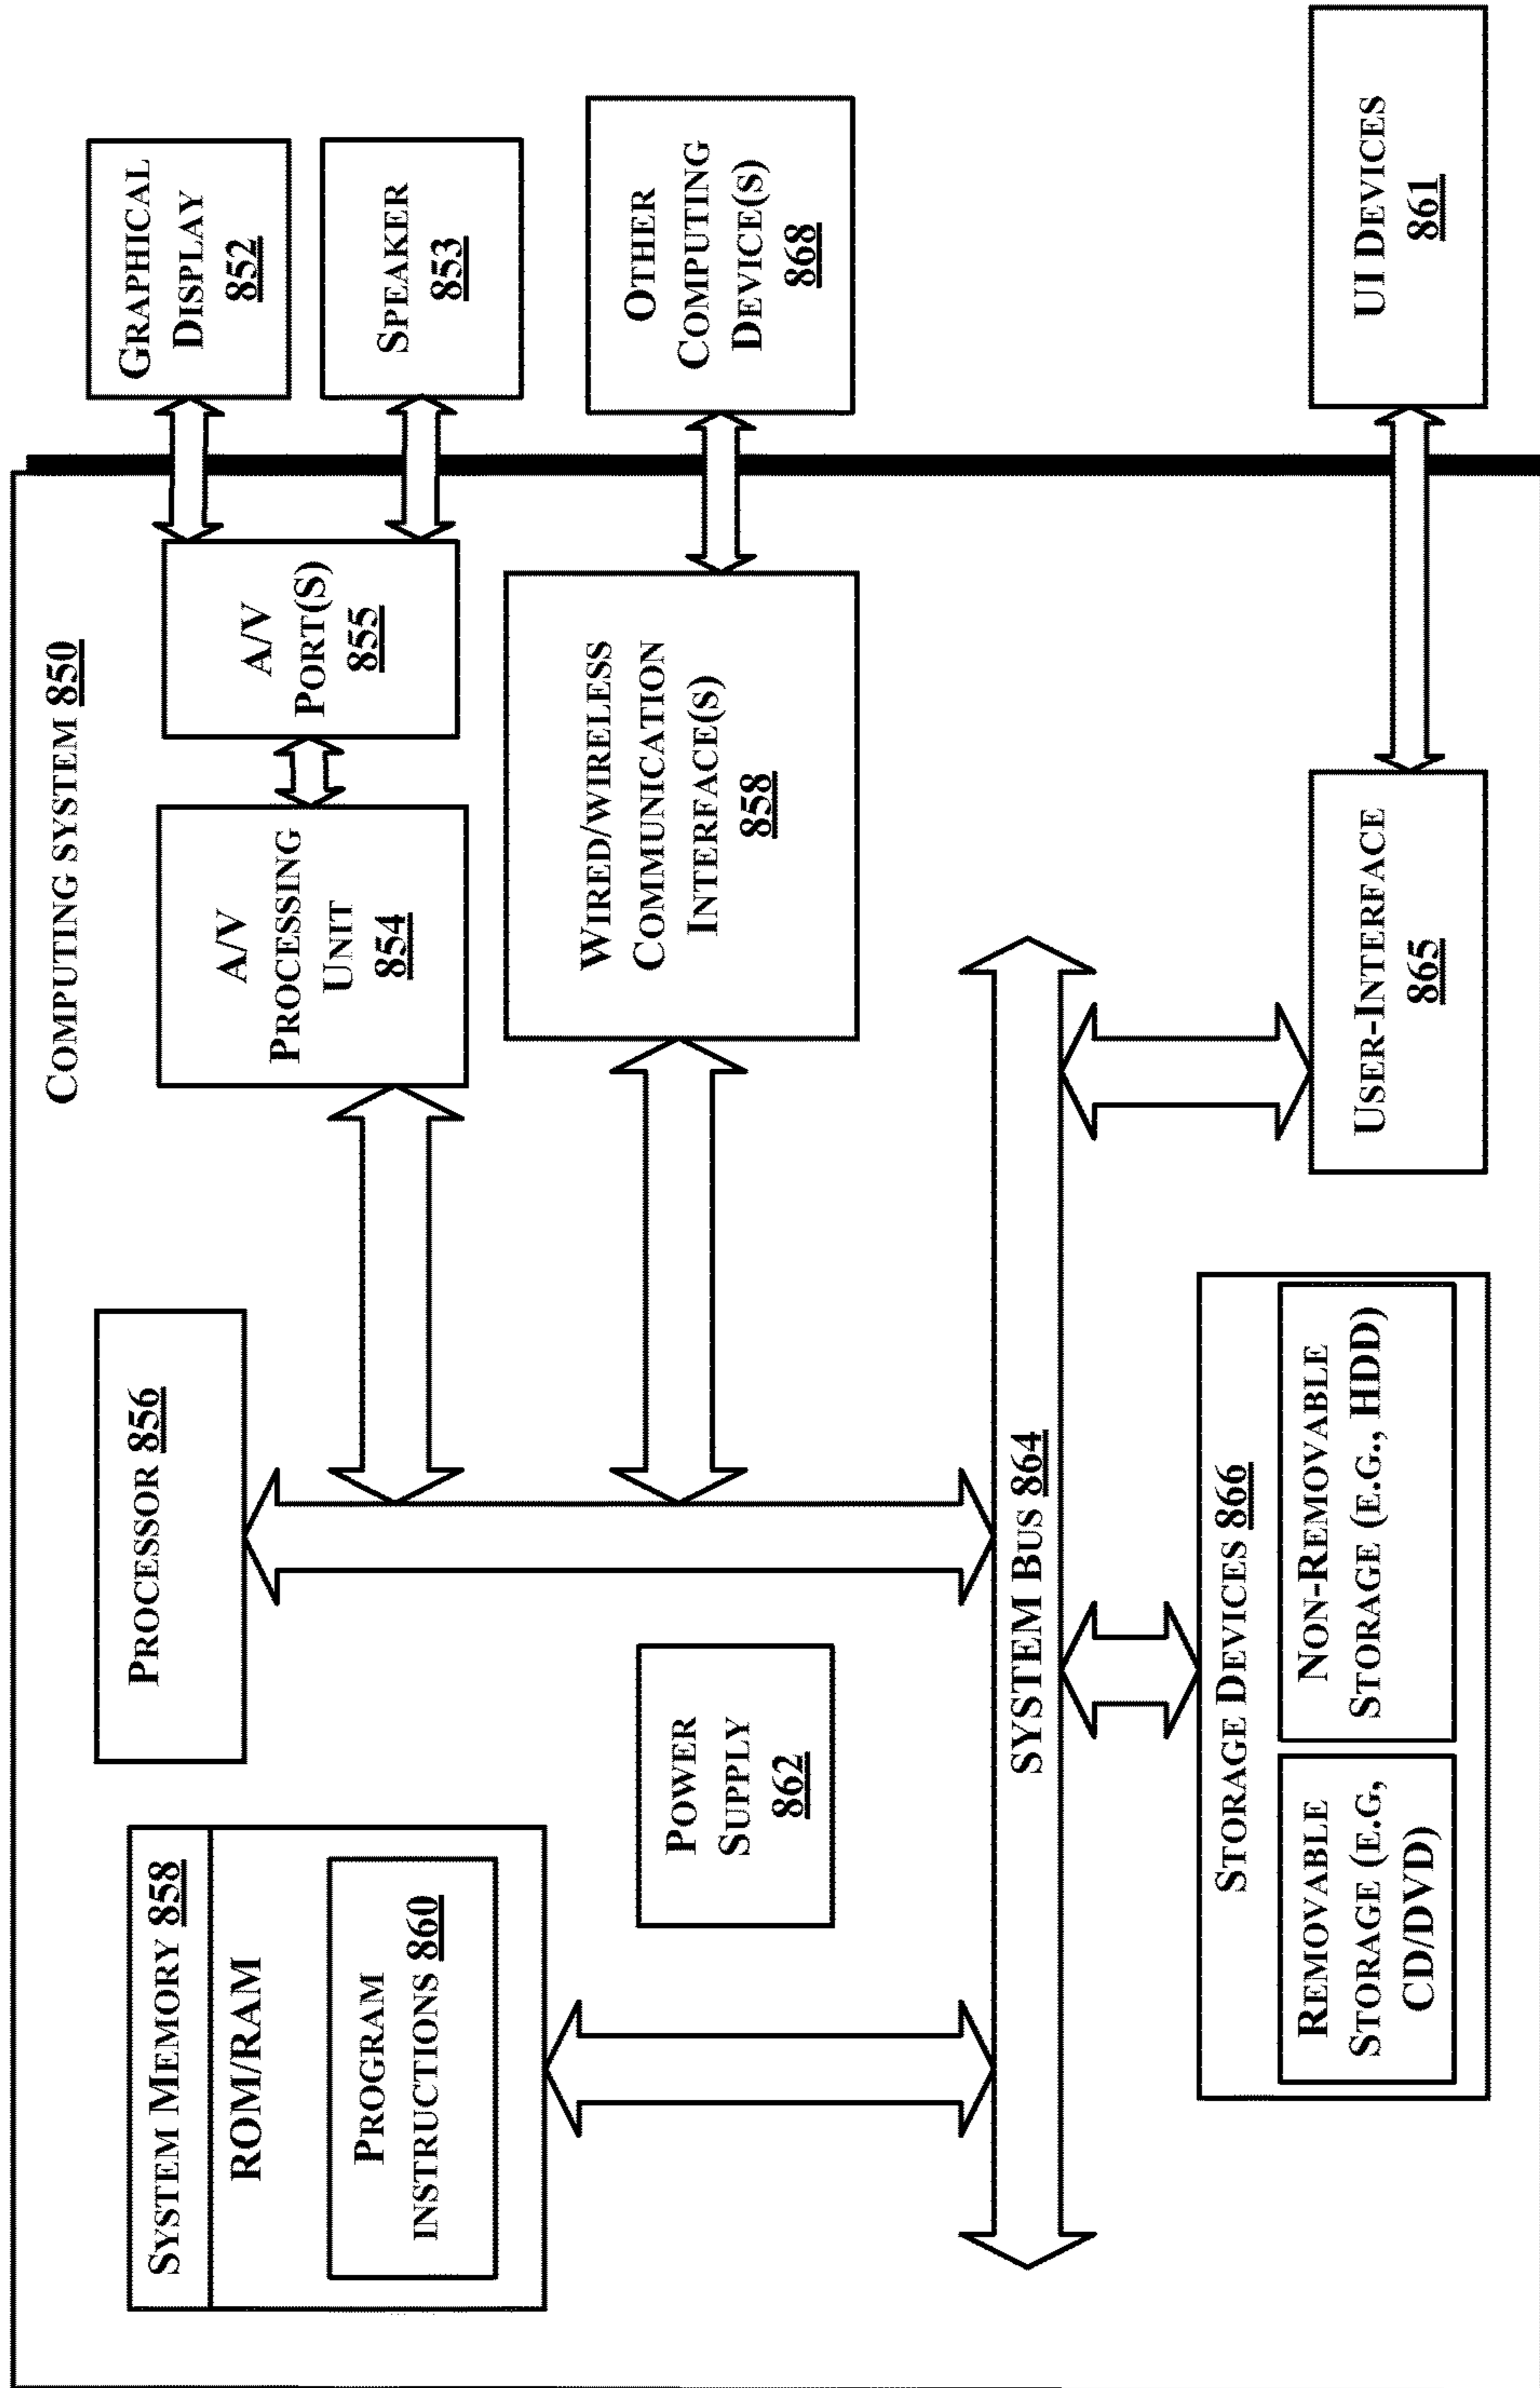 COMPUTING SYSTEM 850
SYSTEM MEMORY 858
ROM/RAM
PROGRAM
INSTRUCTIONS 860
PROCESSOR 856
A/V
PROCESSING
UNIT
854
A/V
PORT(S)
855
GRAPHICAL
DISPLAY
852
SPEAKER
853
POWER
SUPPLY
862
WIRED/WIRELESS
COMMUNICATION
INTERFACE(S)
858
OTHER
COMPUTING
DEVICE(S)
868
SYSTEM BUS 864
STORAGE DEVICES 866
REMOVABLE
STORAGE (E.G,
CD/DVD)
NON-REMOVABLE
STORAGE (E.G., HDD)
USER-INTERFACE
865
UI DEVICES
861